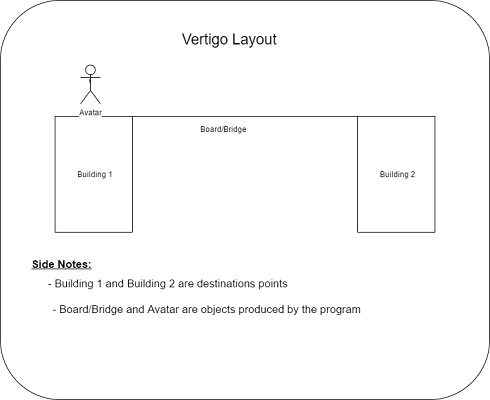 Vertigo Layout
Avatar
Board/Bridge
Building 1
Building 2
Side Notes:
- Building 1 and Building 2 are destinations points
- Board/Bridge and Avatar are objects produced by the program